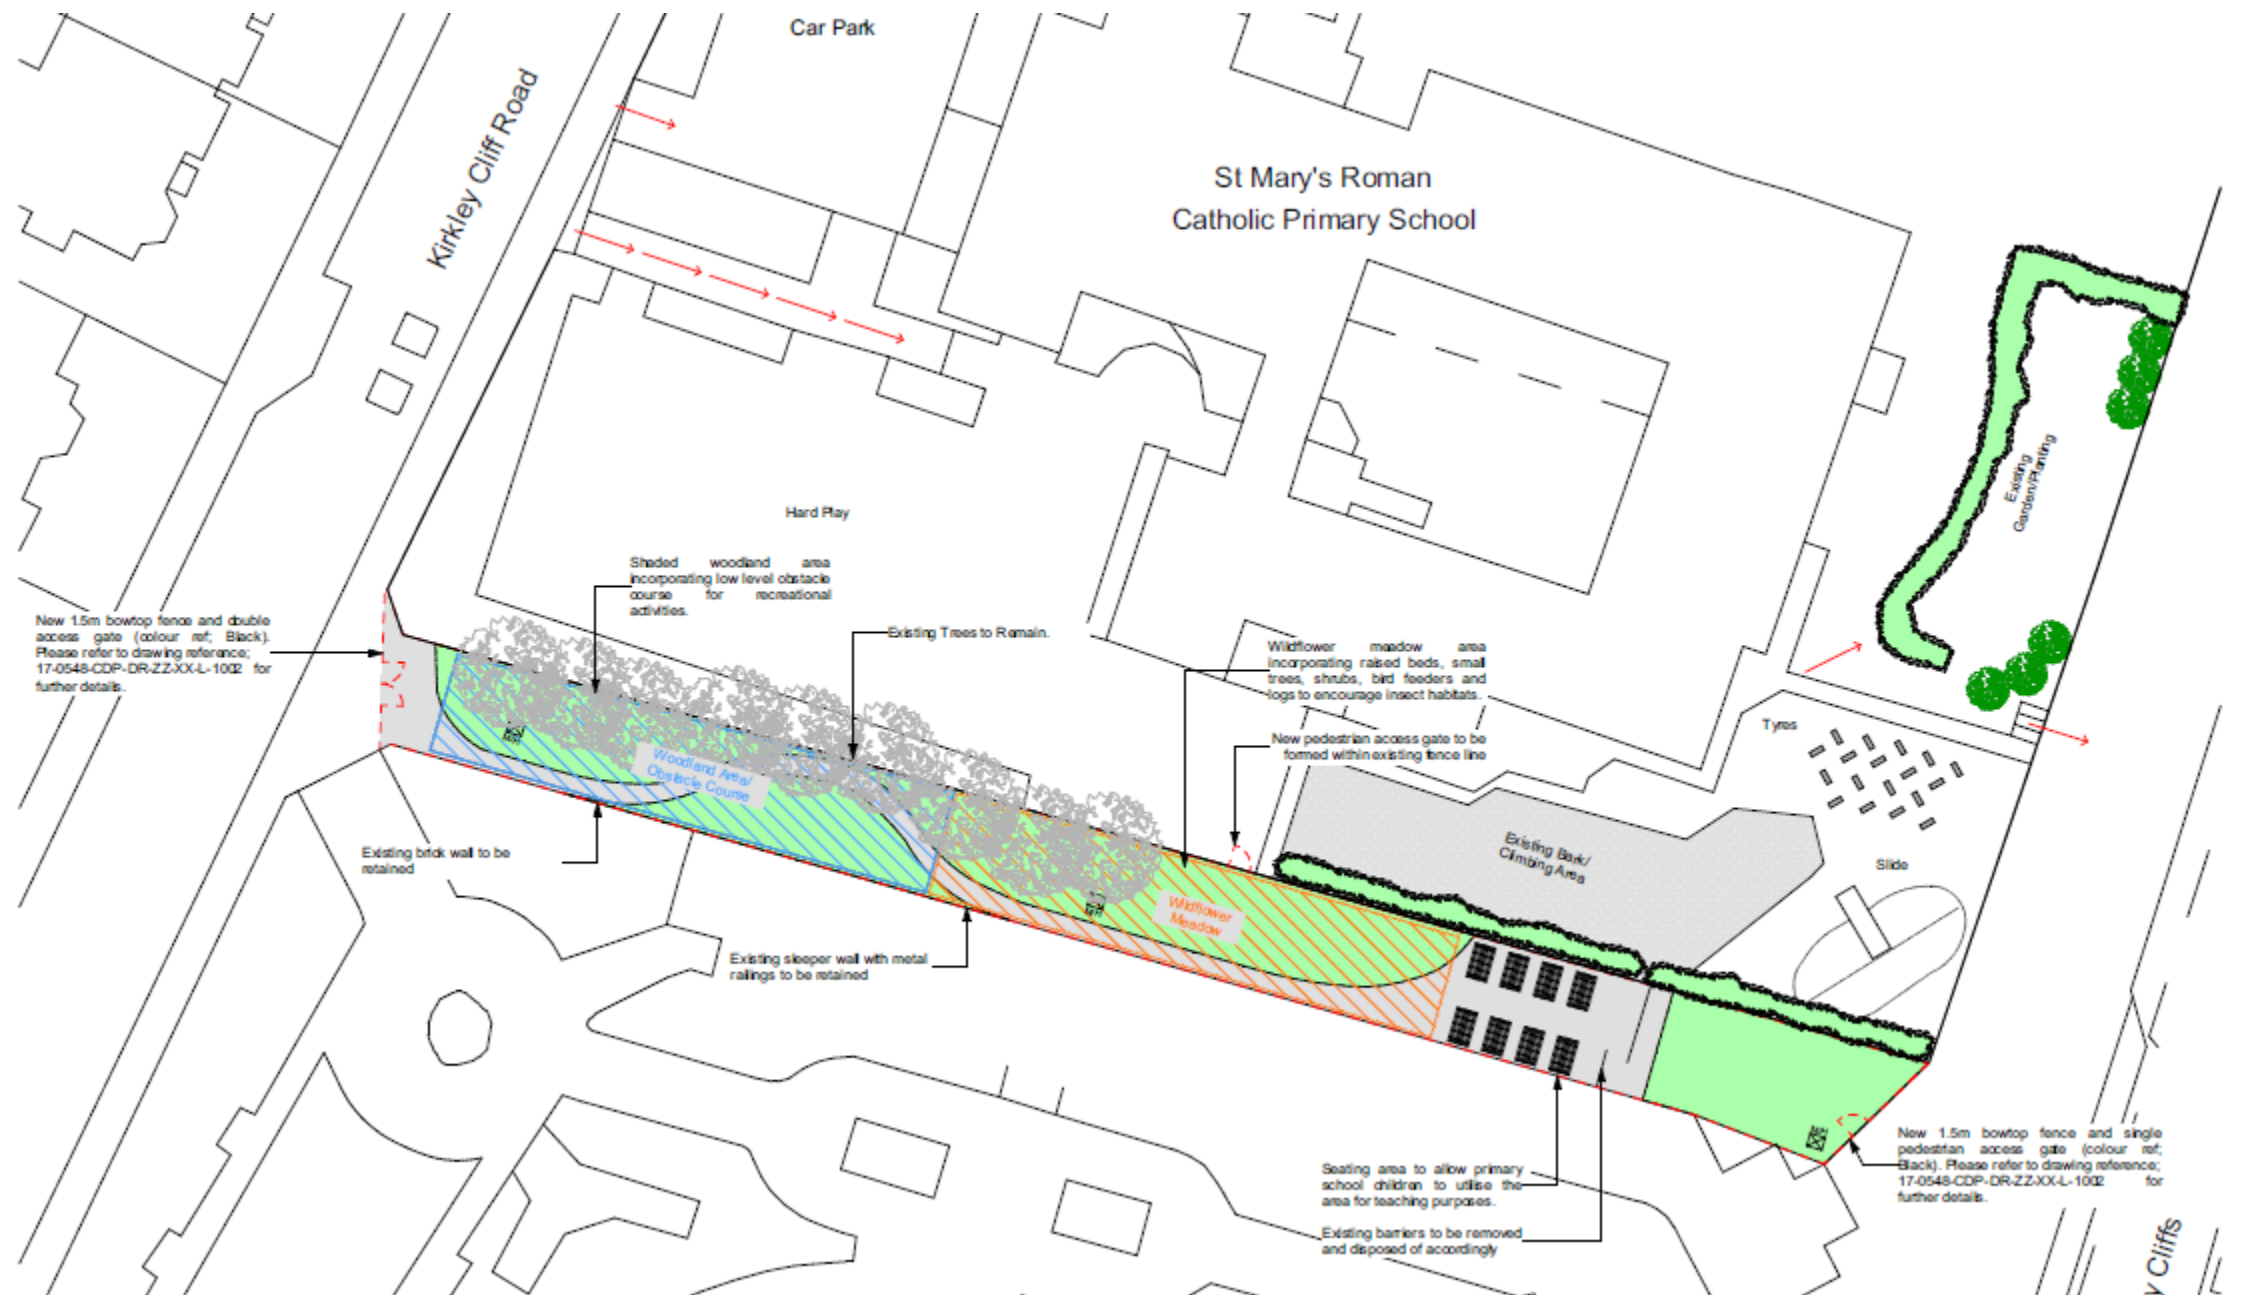 Car Park
Kirkley Cliff Road
St Mary's Roman
Catholic Primary School
Existing
Garden/Planting
Hard Play
Shaded woodland area
incorporating low level obstacle
course for recreational
activities.
Existing Trees to Remain.
New 1.5m bowtop fence and double
access gate (colour ref; Black).
Please refer to drawing reference;
17-0548-CDP-DR-ZZ-XX-L-1002 for
further details.
Wildflower meadow area
incorporating raised beds, small
trees, shrubs, bird feeders and
logs to encourage insect habitats.
New pedestrian access gate to be
formed within existing fence line
Tyres
Woodland Area/
Obstacle Course
Existing Bark/
Climbing Area
Slide
Existing brick wall to be
retained
Wildflower
Meadow
Existing sleeper wall with metal
railings to be retained
New 1.5m bowtop fence and single
pedestrian access gate (colour ref;
Black). Please refer to drawing reference;
17-0548-CDP-DR-ZZ-XX-L-1002 for
further details.
Seating area to allow primary
school children to utilise the
area for teaching purposes.
Existing barriers to be removed
and disposed of accordingly
y Cliffs